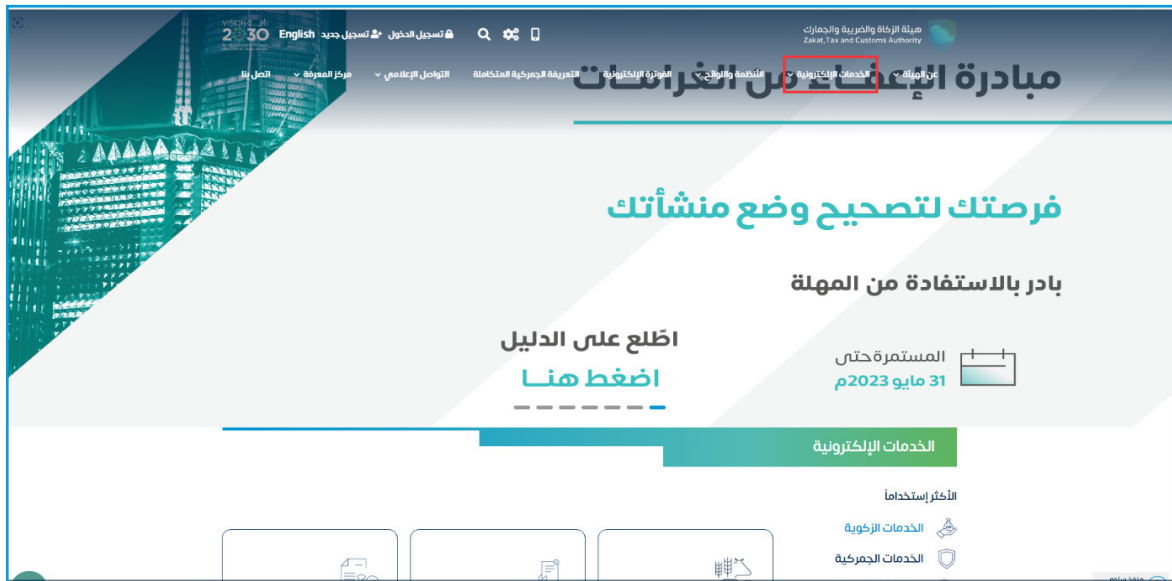 هيئة الزكاة والضريبة والجمارك
Zakat, Tax and Customs Authority
تسجيل الدخول تسجيل جديد English
VISION رؤية
2030
عن الهيئة الخدمات الإلكترونية الأنظمة واللوائح الفوترة الإلكترونية التعريفة الجمركية المتكاملة التواصل الإعلامي مركز المعرفة اتصل بنا
مبادرة الإعفاء من الغرامات
فرصتك لتصحيح وضع منشأتك
بادر بالاستفادة من المهلة
المستمرة حتى
31 مايو 2023م
اطّلع على الدليل
اضغط هنـــا
الخدمات الإلكترونية
الأكثر إستخداماً
الخدمات الزكوية
الخدمات الجمركية